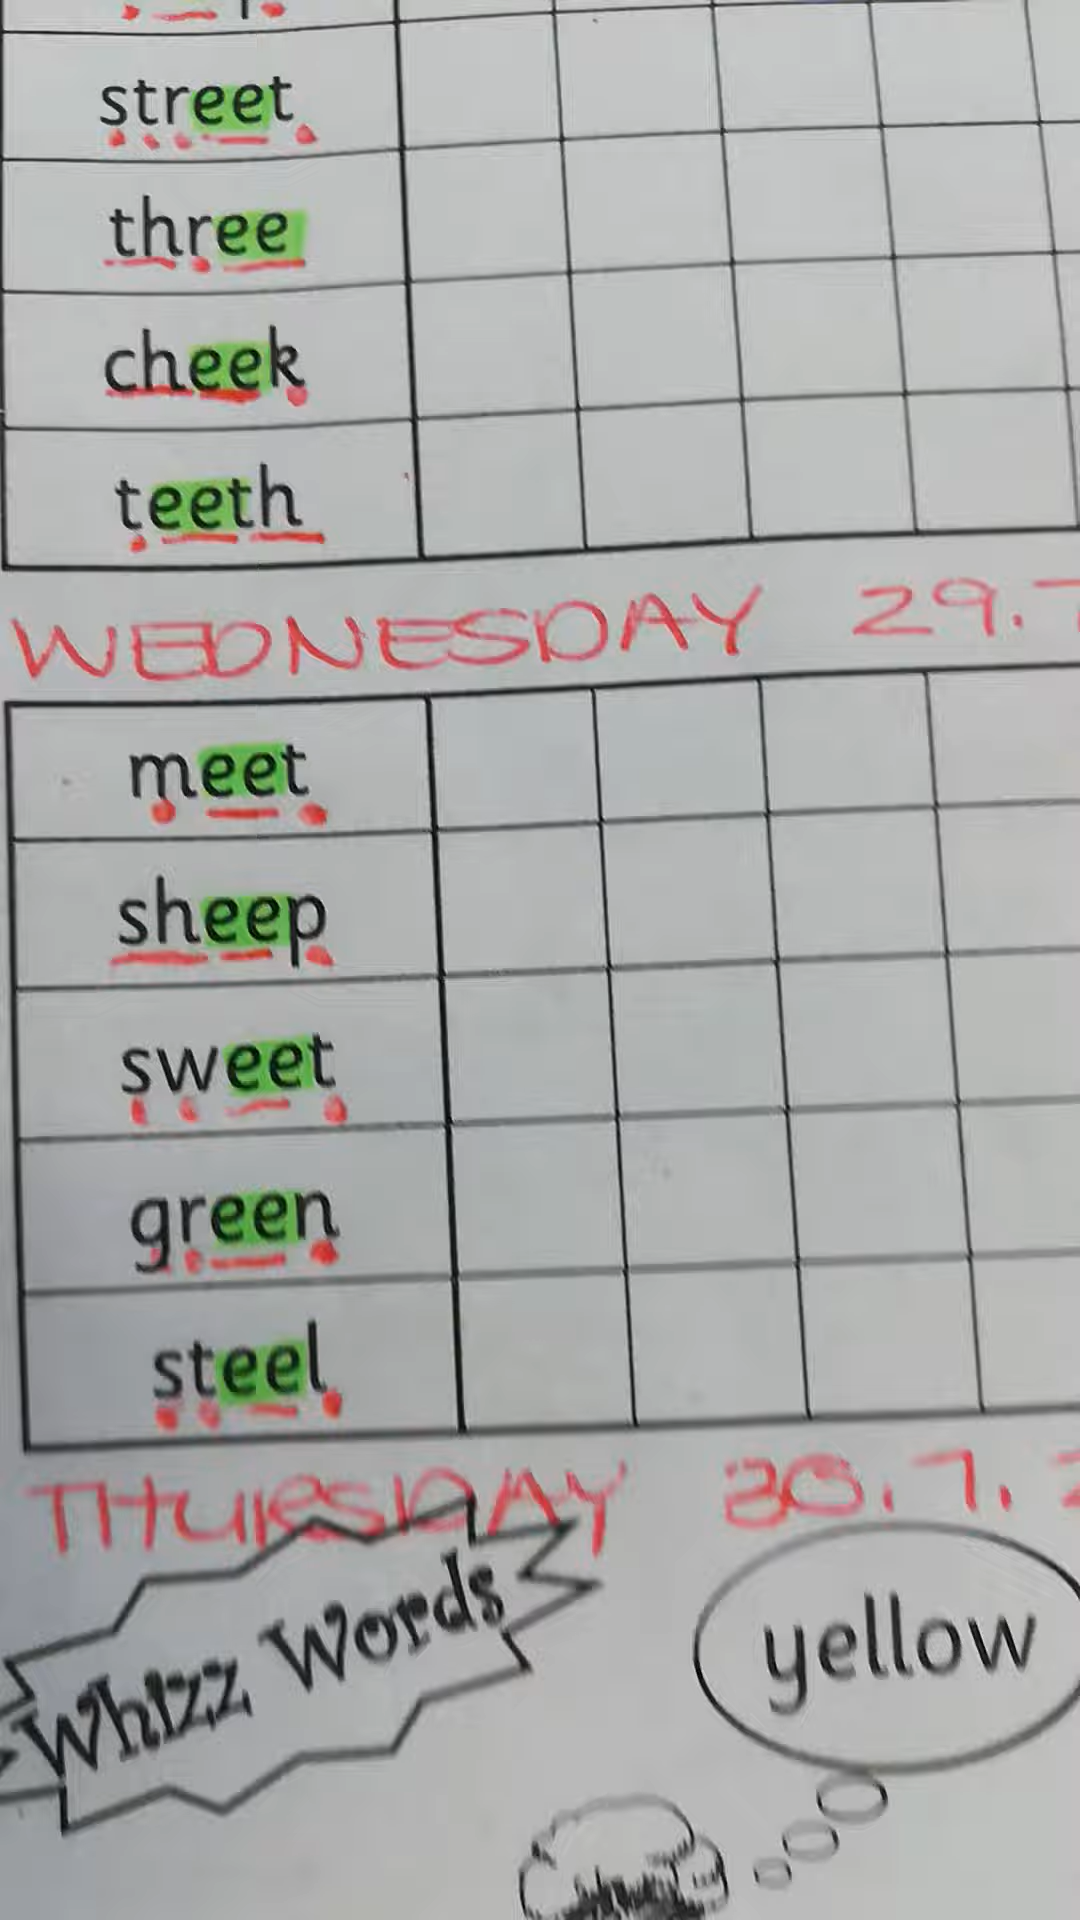 street
three
cheek
teeth
WEDNESDAY 29.
meet
sheep
sweet
green
steel
THURSDAY 30.7.
Whizz Words
yellow